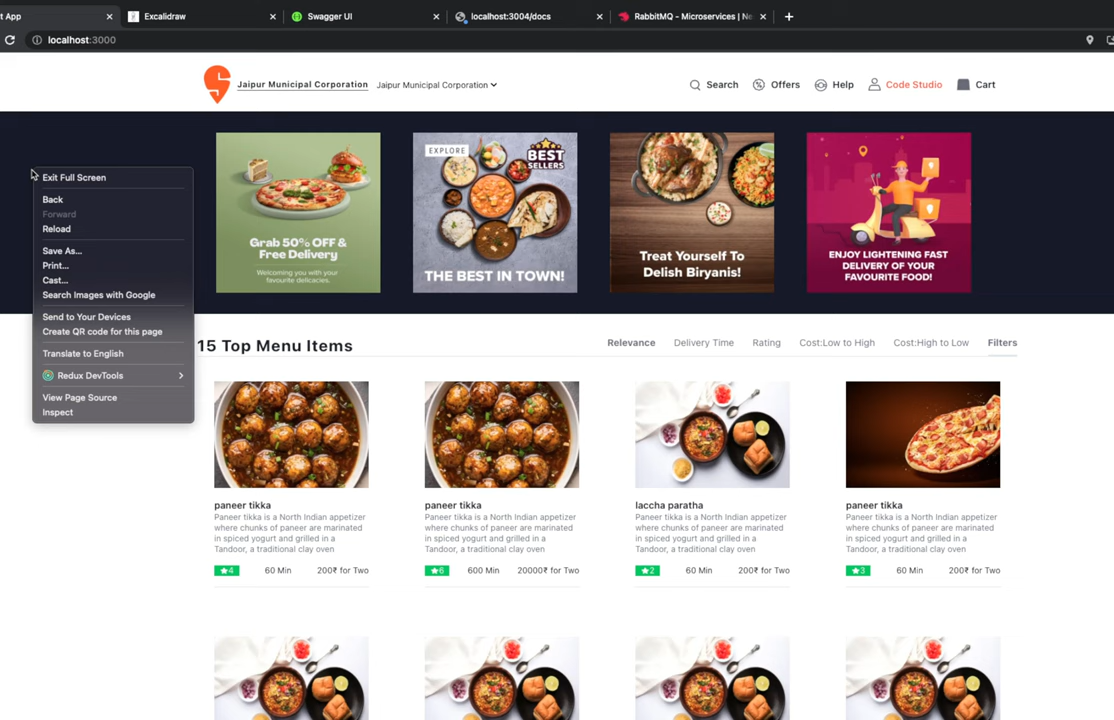 t App
Excalidraw
Swagger UI
localhost:3004/docs
RabbitMQ - Microservices | Ne
localhost:3000
Jaipur Municipal Corporation
Jaipur Municipal Corporation
Search
Offers
Help
Code Studio
Cart
Grab 50% OFF &
Free Delivery
Welcoming you with your
favourite delicacies.
EXPLORE
BEST
SELLERS
THE BEST IN TOWN!
Treat Yourself To
Delish Biryanis!
ENJOY LIGHTENING FAST
DELIVERY OF YOUR
FAVOURITE FOOD!
Exit Full Screen
Back
Forward
Reload
Save As...
Print...
Cast...
Search Images with Google
Send to Your Devices
Create QR code for this page
Translate to English
Redux DevTools
View Page Source
Inspect
15 Top Menu Items
Relevance
Delivery Time
Rating
Cost:Low to High
Cost:High to Low
Filters
paneer tikka
Paneer tikka is a North Indian appetizer
where chunks of paneer are marinated
in spiced yogurt and grilled in a
Tandoor, a traditional clay oven
★4 60 Min 200₹ for Two
paneer tikka
Paneer tikka is a North Indian appetizer
where chunks of paneer are marinated
in spiced yogurt and grilled in a
Tandoor, a traditional clay oven
★6 600 Min 20000₹ for Two
laccha paratha
Paneer tikka is a North Indian appetizer
where chunks of paneer are marinated
in spiced yogurt and grilled in a
Tandoor, a traditional clay oven
★2 60 Min 200₹ for Two
paneer tikka
Paneer tikka is a North Indian appetizer
where chunks of paneer are marinated
in spiced yogurt and grilled in a
Tandoor, a traditional clay oven
★3 60 Min 200₹ for Two